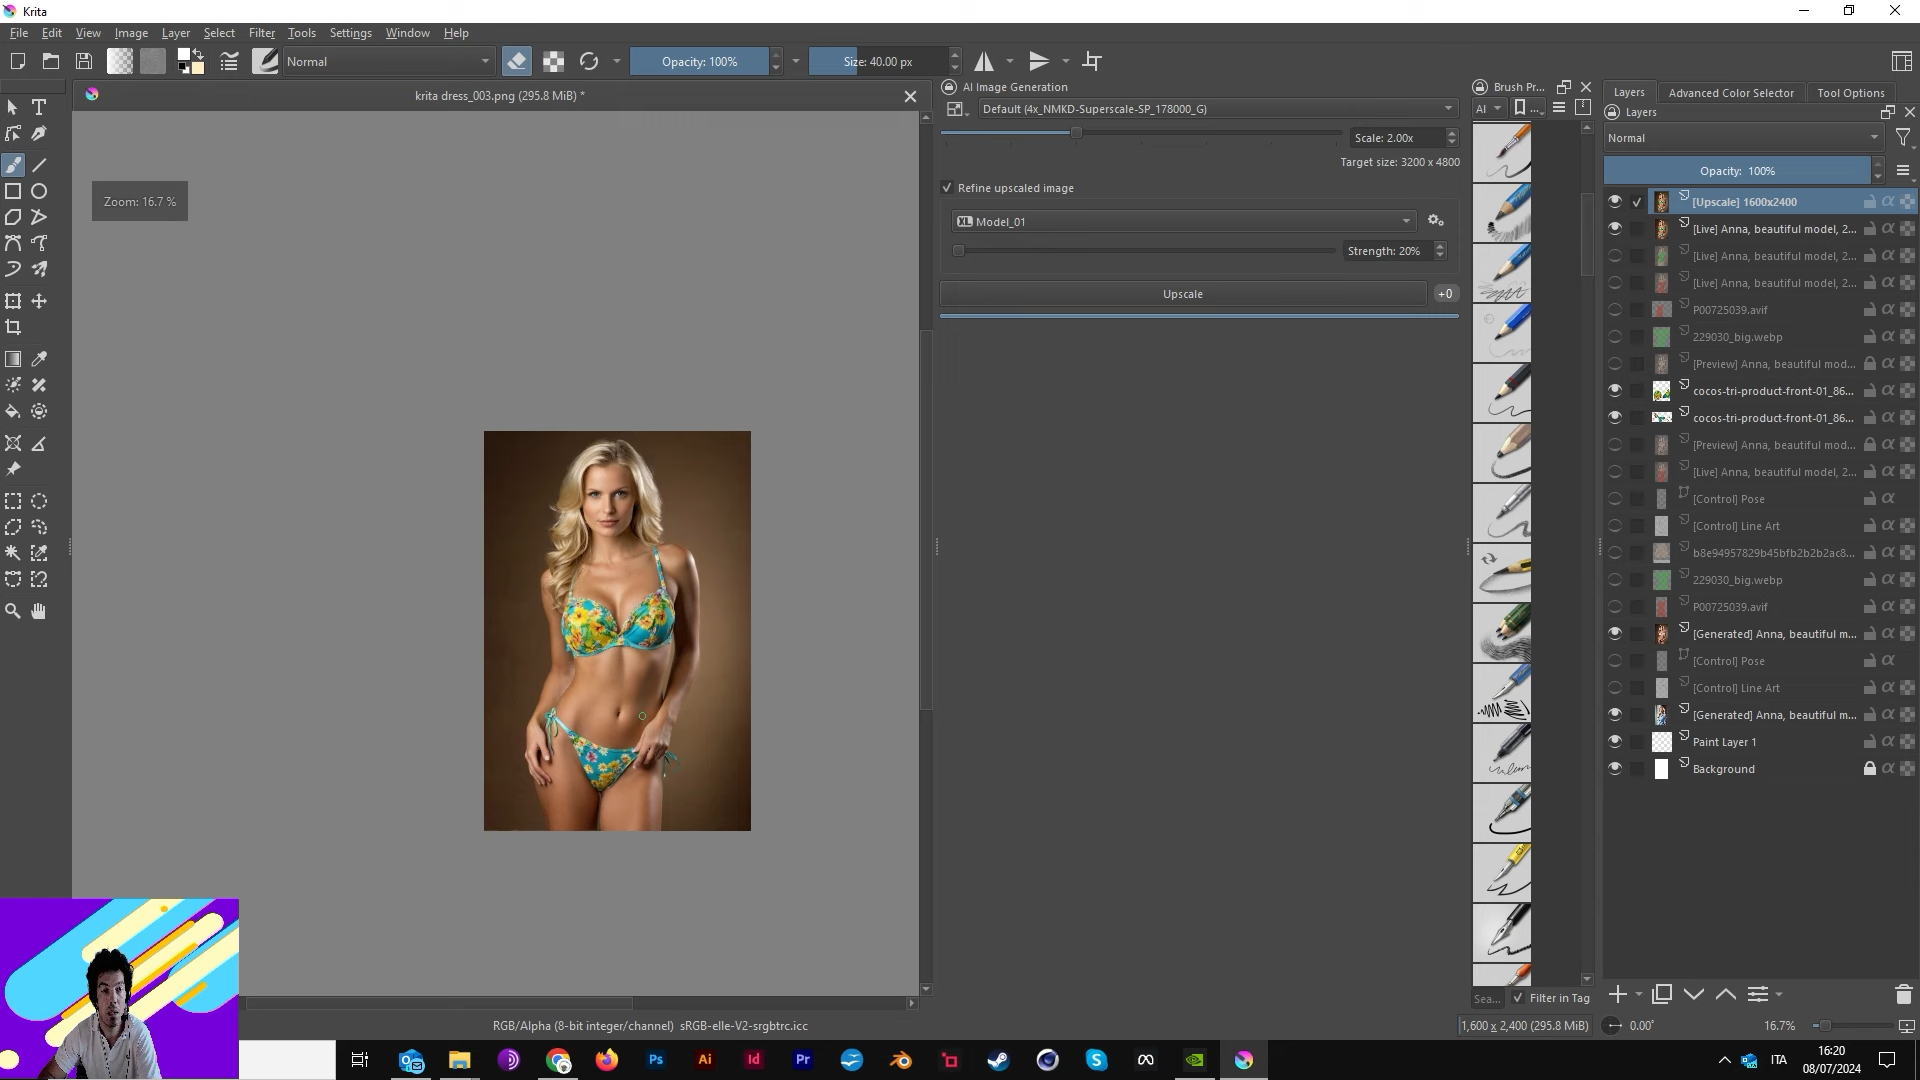 Krita
File Edit View Image Layer Select Filter Tools Settings Window Help
Normal
Opacity: 100%
Size: 40.00 px
krita dress_003.png (295.8 MiB) *
Zoom: 16.7 %
AI Image Generation
Default (4x_NMKD-Superscale-SP_178000_G)
Scale: 2.00x
Target size: 3200 x 4800
Refine upscaled image
XL Model_01
Strength: 20%
Upscale
+0
Brush Pr...
AI
...
Sea...
Filter in Tag
Layers Advanced Color Selector Tool Options
Layers
Normal
Opacity: 100%
[Upscale] 1600x2400
[Live] Anna, beautiful model, 2...
[Live] Anna, beautiful model, 2...
[Live] Anna, beautiful model, 2...
P00725039.avif
229030_big.webp
[Preview] Anna, beautiful mod...
cocos-tri-product-front-01_86...
cocos-tri-product-front-01_86...
[Preview] Anna, beautiful mod...
[Live] Anna, beautiful model, 2...
[Control] Pose
[Control] Line Art
b8e94957829b45bfb2b2b2ac8...
229030_big.webp
P00725039.avif
[Generated] Anna, beautiful m...
[Control] Pose
[Control] Line Art
[Generated] Anna, beautiful m...
Paint Layer 1
Background
RGB/Alpha (8-bit integer/channel) sRGB-elle-V2-srgbtrc.icc
1,600 x 2,400 (295.8 MiB)
0.00°
16.7%
Ps
Ai
Id
Pr
ITA
16:20
08/07/2024